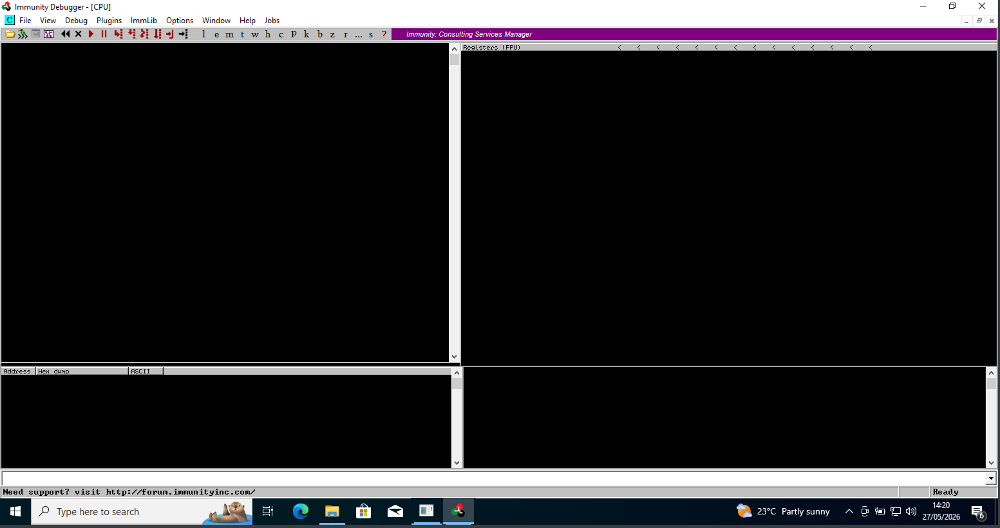 Immunity Debugger - [CPU]
C File View Debug Plugins ImmLib Options Window Help Jobs
l e m t w h c P k b z r ... s ? Immunity: Consulting Services Manager
Registers (FPU) < < < < < < < < < < < < < <
Address Hex dump ASCII
Need support? visit http://forum.immunityinc.com/ Ready
Type here to search
23°C Partly sunny
14:20
27/05/2026
6